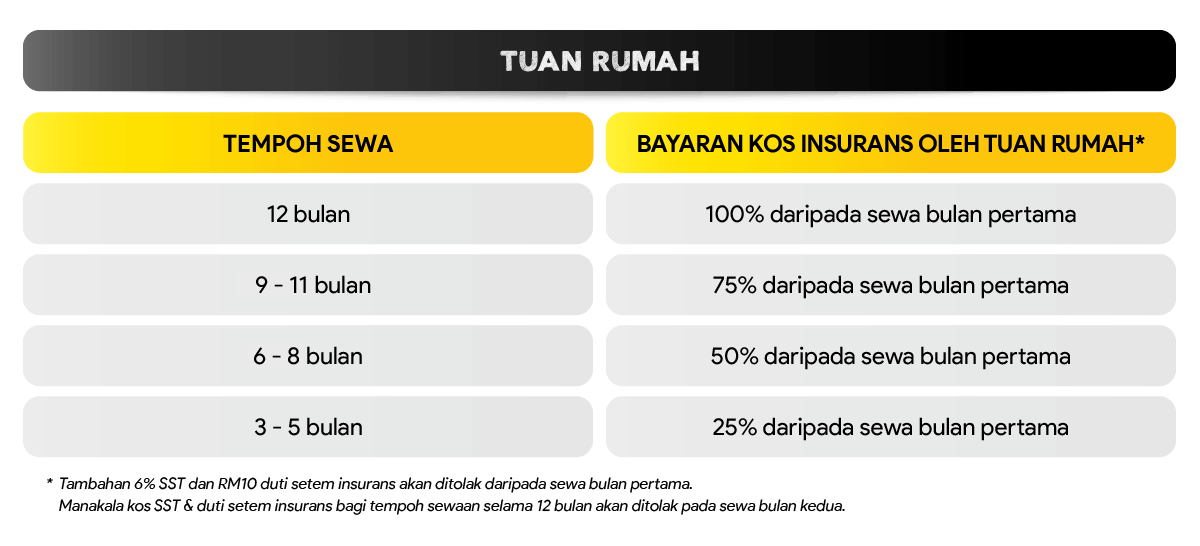 TUAN RUMAH
TEMPOH SEWA
BAYARAN KOS INSURANS OLEH TUAN RUMAH*
12 bulan
100% daripada sewa bulan pertama
9 - 11 bulan
75% daripada sewa bulan pertama
6 - 8 bulan
50% daripada sewa bulan pertama
3 - 5 bulan
25% daripada sewa bulan pertama
* Tambahan 6% SST dan RM10 duti setem insurans akan ditolak daripada sewa bulan pertama.
Manakala kos SST & duti setem insurans bagi tempoh sewaan selama 12 bulan akan ditolak pada sewa bulan kedua.